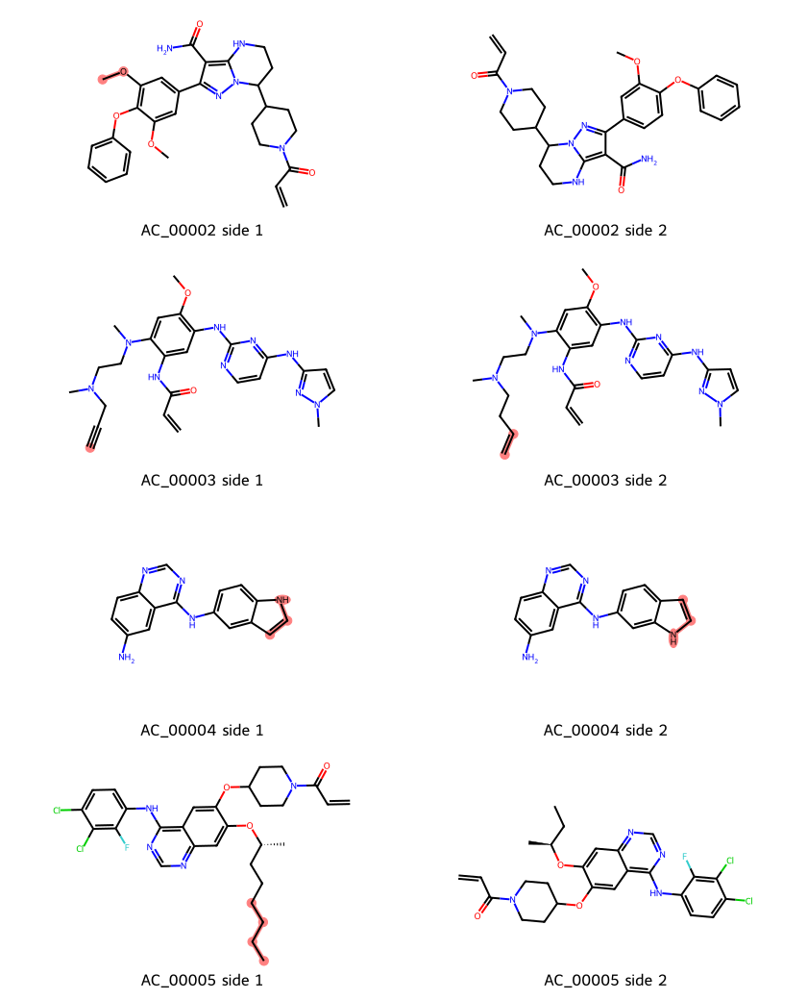 AC_00002 side 1
AC_00002 side 2
AC_00003 side 1
AC_00003 side 2
AC_00004 side 1
AC_00004 side 2
AC_00005 side 1
AC_00005 side 2